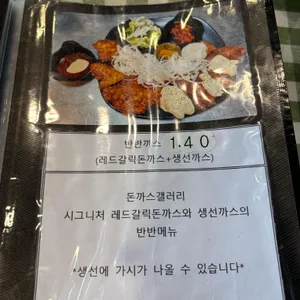 반반까스 14.0
(레드갈릭돈까스+생선까스)
돈까스갤러리
시그니처 레드갈릭돈까스와 생선까스의
반반메뉴
*생선에 가시가 나올 수 있습니다*